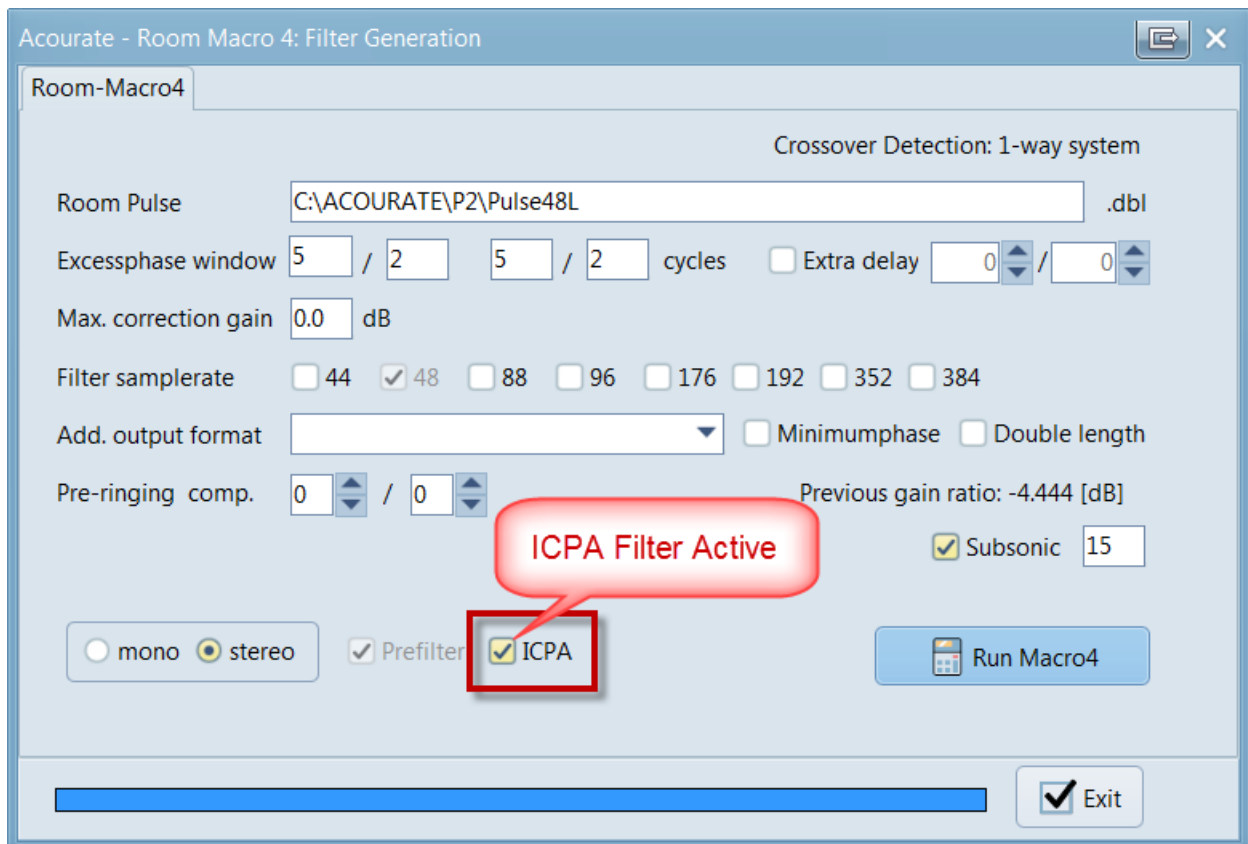 Acourate - Room Macro 4: Filter Generation
Room-Macro4
Crossover Detection: 1-way system
Room Pulse C:\ACOURATE\P2\Pulse48L .dbl
Excessphase window 5 / 2 5 / 2 cycles Extra delay 0 / 0
Max. correction gain 0.0 dB
Filter samplerate 44 48 88 96 176 192 352 384
Add. output format Minimumphase Double length
Pre-ringing comp. 0 / 0 Previous gain ratio: -4.444 [dB]
ICPA Filter Active Subsonic 15
mono stereo Prefilter ICPA Run Macro4
Exit